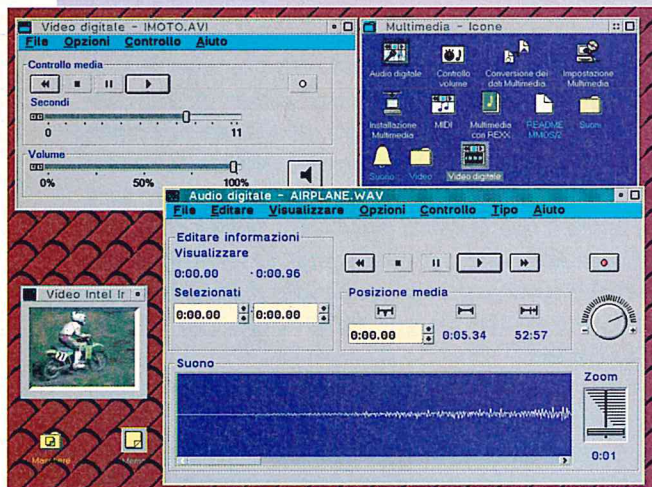 Video digitale - IMOTO.AVI
File Opzioni Controllo Aiuto
Controllo media
Secondi
0 11
Volume
0% 50% 100%
Multimedia - Icone
Audio digitale
Controllo volume
Conversione dei dati Multimedia
Impostazione Multimedia
Installazione Multimedia
MIDI
Multimedia con REXX
README MMOS/2
Suoni
Suono
Video
Video digitale
Audio digitale - AIRPLANE.WAV
File Editare Visualizzare Opzioni Controllo Tipo Aiuto
Editare informazioni
Visualizzare
0:00.00 - 0:00.96
Selezionati
0:00.00 0:00.00
Posizione media
0:00.00 0:05.34 52:57
Suono
Zoom
0:01
Video Intel Ir